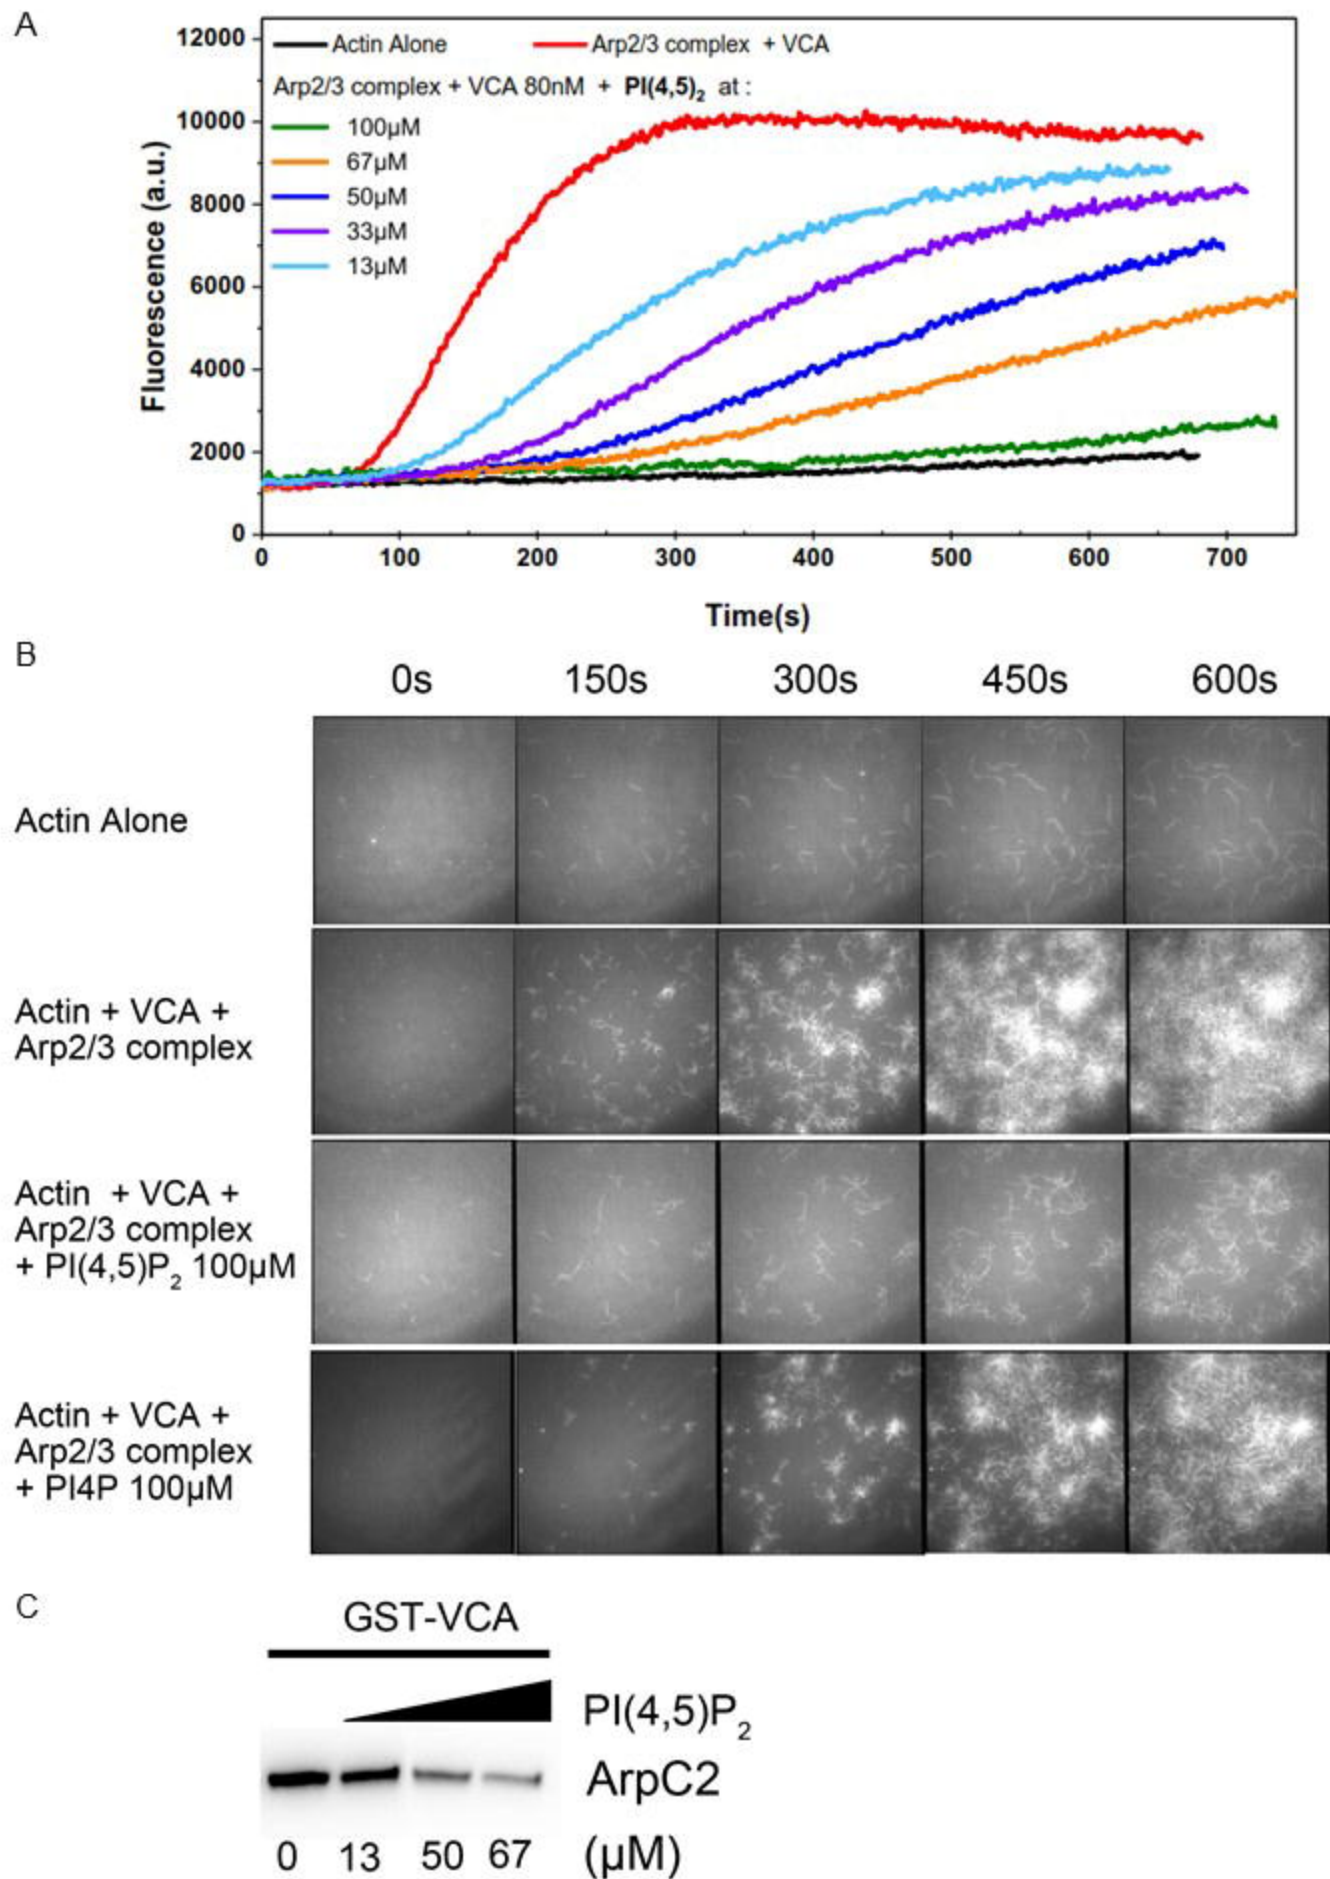 A
12000
10000
8000
6000
4000
2000
0
Fluorescence (a.u.)
Actin Alone
Arp2/3 complex + VCA
Arp2/3 complex + VCA 80nM + PI(4,5)₂ at :
100µM
67µM
50µM
33µM
13µM
0 100 200 300 400 500 600 700
Time(s)
B
0s 150s 300s 450s 600s
Actin Alone
Actin + VCA +
Arp2/3 complex
Actin + VCA +
Arp2/3 complex
+ PI(4,5)P₂ 100µM
Actin + VCA +
Arp2/3 complex
+ PI4P 100µM
C
GST-VCA
PI(4,5)P₂
ArpC2
0 13 50 67 (µM)